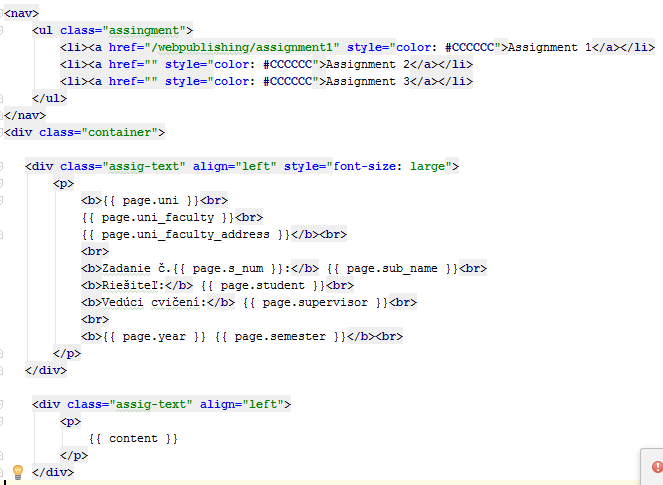 <nav>
<ul class="assingment">
<li><a href="/webpublishing/assignment1" style="color: #CCCCCC">Assignment 1</a></li>
<li><a href="" style="color: #CCCCCC">Assignment 2</a></li>
<li><a href="" style="color: #CCCCCC">Assignment 3</a></li>
</ul>
</nav>
<div class="container">
<div class="assig-text" align="left" style="font-size: large">
<p>
<b>{{ page.uni }}<br>
{{ page.uni_faculty }}<br>
{{ page.uni_faculty_address }}</b><br>
<br>
<b>Zadanie č.{{ page.s_num }}:</b> {{ page.sub_name }}<br>
<b>Riešiteľ:</b> {{ page.student }}<br>
<b>Vedúci cvičení:</b> {{ page.supervisor }}<br>
<br>
<b>{{ page.year }} {{ page.semester }}</b><br>
</p>
</div>
<div class="assig-text" align="left">
<p>
{{ content }}
</p>
</div>